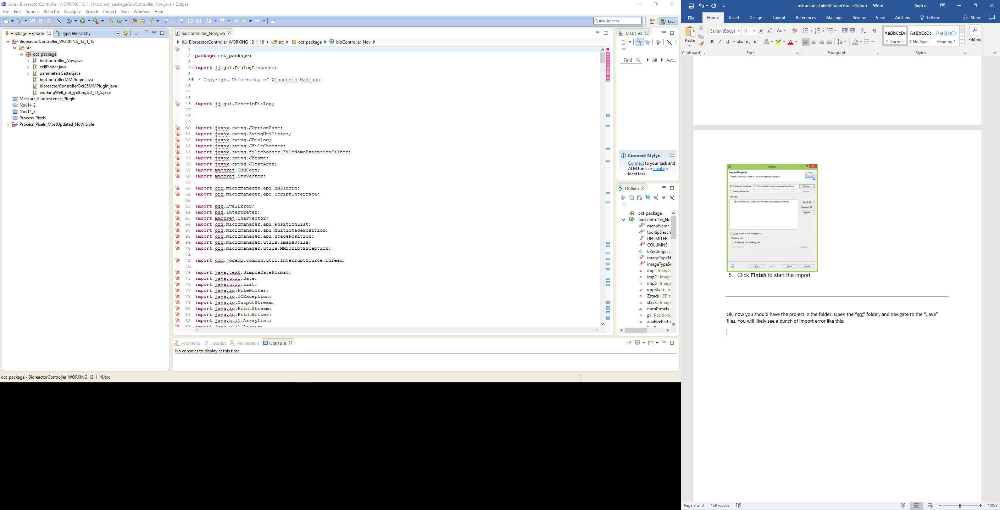 Java - BioreactorController_WORKING_12_1_16/src/oct_package/bioController_Nov.java - Eclipse
File Edit Source Refactor Navigate Search Project Run Window Help
Quick Access
Java
Package Explorer
Type Hierarchy
BioreactorController_WORKING_12_1_16
src
oct_package
bioController_Nov.java
cellFinder.java
parametersGetter.java
bioControllerMMPlugin.java
bioreactorControllerOct25MMPlugin.java
workingWell_not_gettingGD_11_5.java
Measure_Fluorescence_PlugIn
Nov14_2
Nov14_3
Process_Pixels
Process_Pixels_MostUpdated_NotVisible
bioController_Nov.java
BioreactorController_WORKING_12_1_16 src oct_package bioController_Nov
1
2 package oct_package;
3
4 import ij.gui.DialogListener;
5
8 * Copyright University of Wisconsin-Madison
43
44
45
46 import ij.gui.GenericDialog;
47
48
49
50 import javax.swing.JOptionPane;
51 import javax.swing.SwingUtilities;
52 import javax.swing.JDialog;
53 import javax.swing.JFileChooser;
54 import javax.swing.filechooser.FileNameExtensionFilter;
55 import javax.swing.JFrame;
56 import javax.swing.JTextArea;
57 import mmcorej.CMMCore;
58 import mmcorej.StrVector;
59
60 import org.micromanager.api.MMPlugin;
61 import org.micromanager.api.ScriptInterface;
62
63 import bsh.EvalError;
64 import bsh.Interpreter;
65 import mmcorej.CharVector;
66 import org.micromanager.api.PositionList;
67 import org.micromanager.api.MultiStagePosition;
68 import org.micromanager.api.StagePosition;
69 import org.micromanager.utils.ImageUtils;
70 import org.micromanager.utils.MMScriptException;
71
72 import com.jogamp.common.util.InterruptSource.Thread;
73
74 import java.text.SimpleDateFormat;
75 import java.util.Date;
76 import java.util.List;
77 import java.io.FileWriter;
78 import java.io.IOException;
79 import java.io.OutputStream;
80 import java.io.PrintStream;
81 import java.io.PrintWriter;
82 import java.util.ArrayList;
83 import java.util.Arrays;
Task List
Find All Act...
Connect Mylyn
Connect to your task and
ALM tools or create a
local task.
Outline
oct_package
bioController_No
menuName
tooltipDescri
DELIMITER :
COLUMNS :
brSettings : p
imageTypeN
imageTypeSu
imp : ImageP
imp2 : Image
imp3 : Image
impStack : Ir
Zstack : ZPro
stack : Image
numPresets
pl : PositionL
analyzePartic
Problems Javadoc Declaration Console
No consoles to display at this time.
oct_package - BioreactorController_WORKING_12_1_16/src
InstructionsToEditPluginYourself.docx - Word
Sign in
File Home Insert Design Layout References Mailings Review View Add-ins Tell me Share
Paste
Calibri (Body) 11
AaBbCcDc AaBbCcDc AaBbC
¶ Normal ¶ No Spac... Heading 1
Editing
Clipboard Font Paragraph Styles
Import
Import Projects
Select a directory to search for existing Eclipse projects.
Select root directory: C:\Users\Vijin Paulraj\workspace\JavaDemo Browse...
Select archive file: Browse...
Projects:
JavaDemo (C:\Users\Vijin Paulraj\workspace\JavaDemo)
Select All
Deselect All
Refresh
Copy projects into workspace
Working sets
Add project to working sets
Working sets: Select...
< Back Next > Finish Cancel
5. Click Finish to start the import.
Ok, now you should have the project in the folder. Open the “src” folder, and navigate to the “.java”
files. You will likely see a bunch of import error like this:
Page 3 of 3 159 words
100%